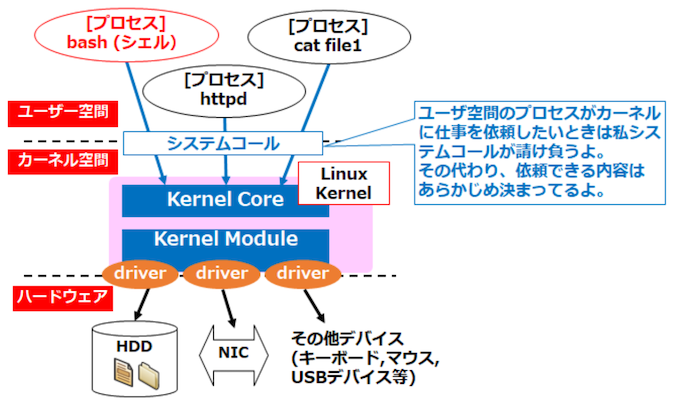 [プロセス]
bash (シェル)
[プロセス]
cat file1
[プロセス]
httpd
ユーザー空間
システムコール
カーネル空間
ユーザ空間のプロセスがカーネル
に仕事を依頼したいときは私シス
テムコールが請け負うよ。
その代わり、依頼できる内容は
あらかじめ決まってるよ。
Linux
Kernel
Kernel Core
Kernel Module
driver
driver
driver
ハードウェア
HDD
NIC
その他デバイス
(キーボード,マウス,
USBデバイス等)